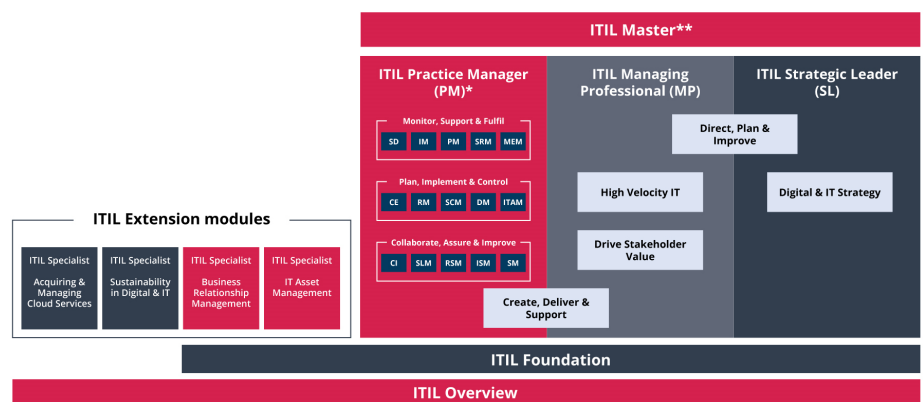 ITIL Master**
ITIL Practice Manager
(PM)*
ITIL Managing
Professional (MP)
ITIL Strategic Leader
(SL)
Monitor, Support & Fulfil
SD IM PM SRM MEM
Direct, Plan &
Improve
Plan, Implement & Control
CE RM SCM DM ITAM
High Velocity IT
Digital & IT Strategy
Collaborate, Assure & Improve
CI SLM RSM ISM SM
Drive Stakeholder
Value
Create, Deliver &
Support
ITIL Extension modules
ITIL Specialist
Acquiring &
Managing
Cloud Services
ITIL Specialist
Sustainability
in Digital & IT
ITIL Specialist
Business
Relationship
Management
ITIL Specialist
IT Asset
Management
ITIL Foundation
ITIL Overview